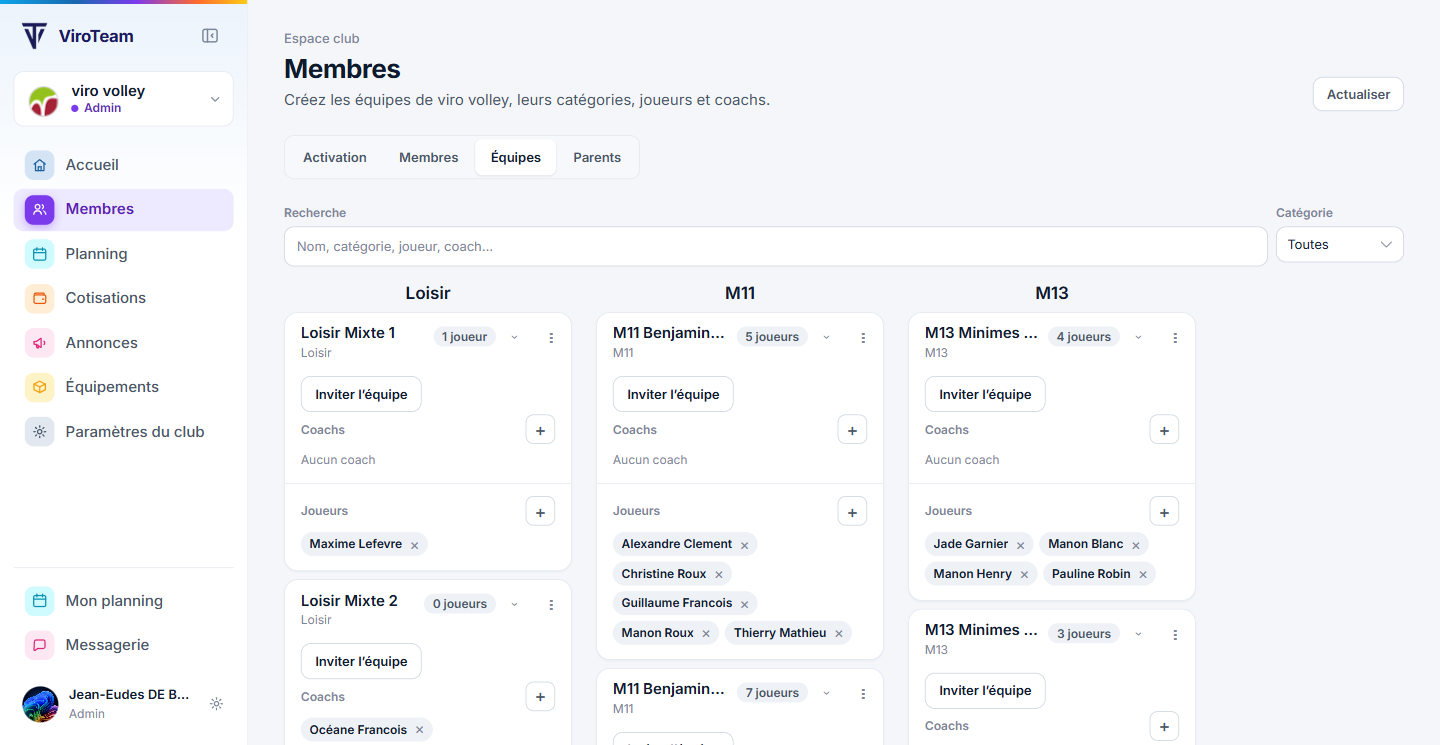 ViroTeam
viro volley
Admin
Accueil
Membres
Planning
Cotisations
Annonces
Équipements
Paramètres du club
Mon planning
Messagerie
Jean-Eudes DE B...
Admin
Espace club
Membres
Créez les équipes de viro volley, leurs catégories, joueurs et coachs.
Actualiser
Activation Membres Équipes Parents
Recherche
Nom, catégorie, joueur, coach...
Catégorie
Toutes
Loisir
Loisir Mixte 1 1 joueur
Loisir
Inviter l’équipe
Coachs +
Aucun coach
Joueurs +
Maxime Lefevre ×
Loisir Mixte 2 0 joueurs
Loisir
Inviter l’équipe
Coachs +
Océane Francois ×
M11
M11 Benjamin... 5 joueurs
M11
Inviter l’équipe
Coachs +
Aucun coach
Joueurs +
Alexandre Clement ×
Christine Roux ×
Guillaume Francois ×
Manon Roux × Thierry Mathieu ×
M11 Benjamin... 7 joueurs
M11
M13
M13 Minimes ... 4 joueurs
M13
Inviter l’équipe
Coachs +
Aucun coach
Joueurs +
Jade Garnier × Manon Blanc ×
Manon Henry × Pauline Robin ×
M13 Minimes ... 3 joueurs
M13
Inviter l’équipe
Coachs +